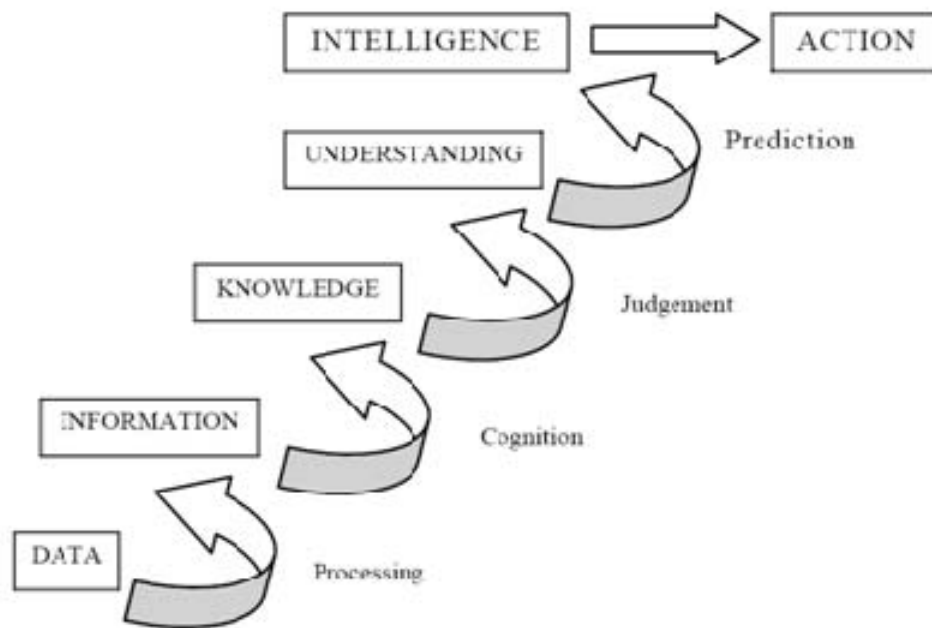 INTELLIGENCE
ACTION
UNDERSTANDING
Prediction
KNOWLEDGE
Judgement
INFORMATION
Cognition
DATA
Processing